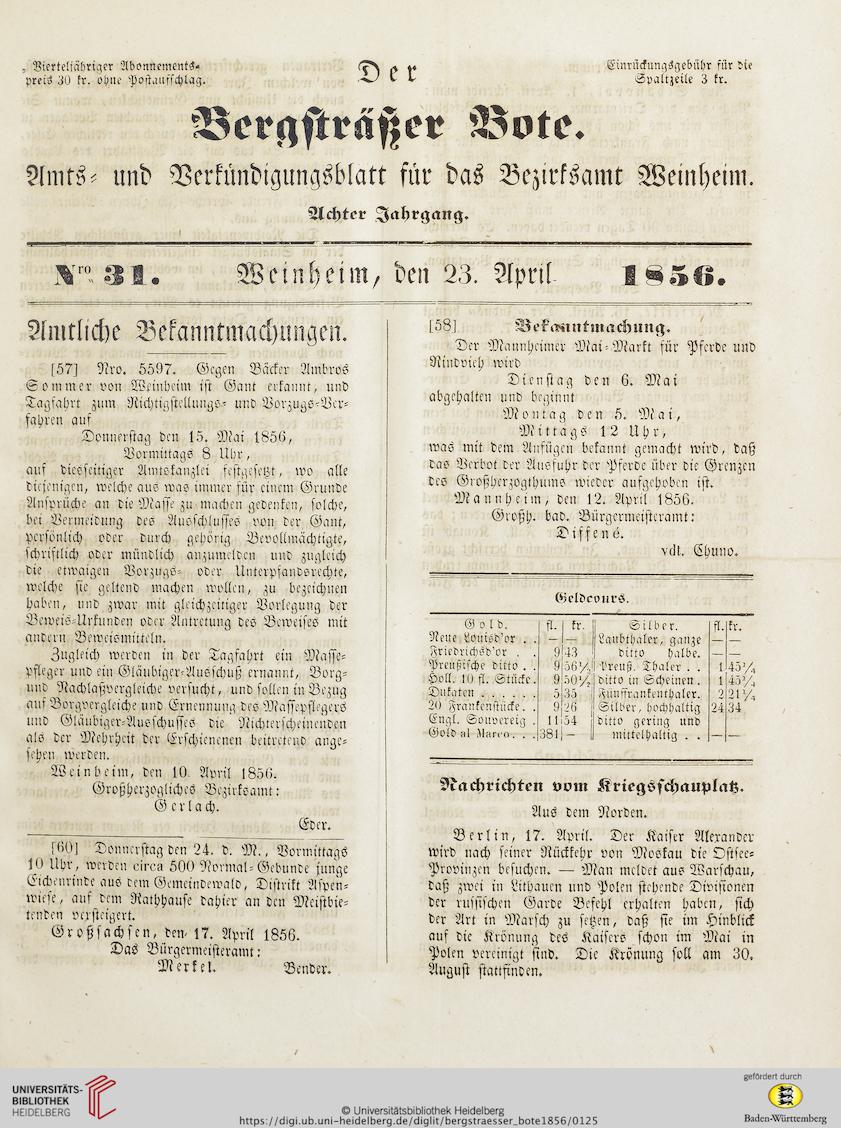 Vierteljähriger Abonnements-
preis 30 kr. ohne Postaufschlag.
Der
Einrückungsgebühr für die
Spaltzeile 3 kr.
Bergsträßer Bote.
Amts- und Verkündigungsblatt für das Bezirksamt Weinheim.
Achter Jahrgang.
Nro 31. Weinheim, den 23. April 1856.
Amtliche Bekanntmachungen.
[57] Nro. 5597. Gegen Bäcker Ambros
Sommer von Weinheim ist Gant erkannt, und
Tagfahrt zum Richtigstellungs- und Vorzugs-Ver-
fahren auf
Donnerstag den 15. Mai 1856,
Vormittags 8 Uhr,
auf diesseitiger Amtskanzlei festgesetzt, wo alle
diejenigen, welche aus was immer für einem Grunde
Ansprüche an die Masse zu machen gedenken, solche,
bei Vermeidung des Ausschlusses von der Gant,
persönlich oder durch gehörig Bevollmächtigte,
schriftlich oder mündlich anzumelden und zugleich
die etwaigen Vorzugs- oder Unterpfandsrechte,
welche sie geltend machen wollen, zu bezeichnen
haben, und zwar mit gleichzeitiger Vorlegung der
Beweis-Urkunden oder Antretung des Beweises mit
andern Beweismitteln.
Zugleich werden in der Tagfahrt ein Masse-
pfleger und ein Gläubiger-Ausschuß ernannt, Borg-
und Nachlaßvergleiche versucht, und sollen in Bezug
auf Borgvergleiche und Ernennung des Massepflegers
und Gläubiger-Ausschusses die Nichterscheinenden
als der Mehrheit der Erschienenen beitretend ange-
sehen werden.
Weinheim, den 10. April 1856.
Großherzogliches Bezirksamt:
Gerlach.
Eder.
[60] Donnerstag den 24. d. M., Vormittags
10 Uhr, werden circa 500 Normal-Gebunde junge
Eichenrinde aus dem Gemeindewald, Distrikt Aspen-
wiese, auf dem Rathhause dahier an den Meistbie-
tenden versteigert.
Großsachsen, den 17. April 1856.
Das Bürgermeisteramt:
Merkel. Bender.
[58] Bekanntmachung.
Der Mannheimer Mai-Markt für Pferde und
Rindvieh wird
Dienstag den 6. Mai
abgehalten und beginnt
Montag den 5. Mai,
Mittags 12 Uhr,
was mit dem Anfügen bekannt gemacht wird, daß
das Verbot der Ausfuhr der Pferde über die Grenzen
des Großherzogthums wieder aufgehoben ist.
Mannheim, den 12. April 1856.
Großh. bad. Bürgermeisteramt:
Diffené.
vdt. Chuno.
Geldcours.
Gold. fl. kr. Silber. fl. kr.
Neue Louisd'or . . — — Laubthaler, ganze — —
Friedrichsd'or . . 9 43 ditto halbe. — —
Preußische ditto . . 9 56½ Preuß. Thaler . . 1 45¾
Holl. 10 fl. Stücke. 9 50½ ditto in Scheinen. 1 45¾
Dukaten . . . . . . 5 35 Fünffrankenthaler. 2 21¼
20 Frankenstücke. . 9 26 Silber, hochhaltig 24 34
Engl. Souvereig . 11 54 ditto gering und
Gold al Marco . . . 381 — mittelhaltig . . — —
Nachrichten vom Kriegsschauplatz.
Aus dem Norden.
Berlin, 17. April. Der Kaiser Alexander
wird nach seiner Rückkehr von Moskau die Ostsee-
Provinzen besuchen. — Man meldet aus Warschau,
daß zwei in Lithauen und Polen stehende Divisionen
der russischen Garde Befehl erhalten haben, sich
der Art in Marsch zu setzen, daß sie im Hinblick
auf die Krönung des Kaisers schon im Mai in
Polen vereinigt sind. Die Krönung soll am 30.
August stattfinden.
UNIVERSITÄTS-
BIBLIOTHEK
HEIDELBERG
© Universitätsbibliothek Heidelberg
https://digi.ub.uni-heidelberg.de/diglit/bergstraesser_bote1856/0125
gefördert durch
Baden-Württemberg